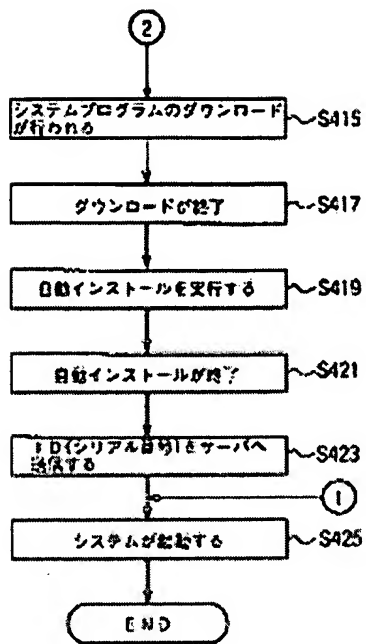 2
システムプログラムのダウンロード
が行われる
S415
ダウンロードが終了
S417
自動インストールを実行する
S419
自動インストールが終了
S421
ID(シリアル番号)をサーバへ
送信する
S423
1
システムが起動する
S425
END